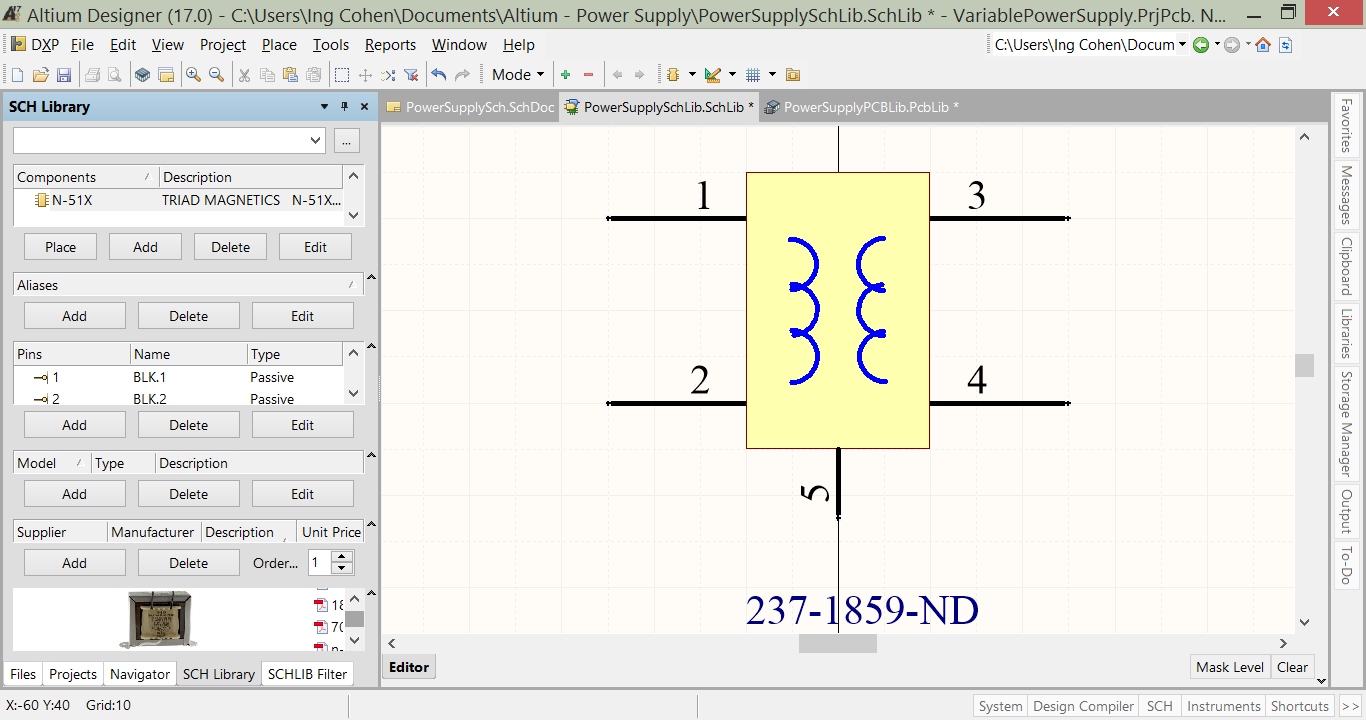 Altium Designer (17.0) - C:\Users\Ing Cohen\Documents\Altium - Power Supply\PowerSupplySchLib.SchLib * - VariablePowerSupply.PrjPcb. N...
DXP File Edit View Project Place Tools Reports Window Help C:\Users\Ing Cohen\Docum
Mode
SCH Library
PowerSupplySch.SchDoc PowerSupplySchLib.SchLib * PowerSupplyPCBLib.PcbLib *
...
Components Description
N-51X TRIAD MAGNETICS N-51X...
Place Add Delete Edit
Aliases
Add Delete Edit
Pins Name Type
1 BLK.1 Passive
2 BLK.2 Passive
Add Delete Edit
Model Type Description
Add Delete Edit
Supplier Manufacturer Description Unit Price
Add Delete Order... 1
18
70
n-
Files Projects Navigator SCH Library SCHLIB Filter
1 3
2 4
5
237-1859-ND
Editor Mask Level Clear
Favorites
Messages
Clipboard
Libraries
Storage Manager
Output
To-Do
X:-60 Y:40 Grid:10 System Design Compiler SCH Instruments Shortcuts >>